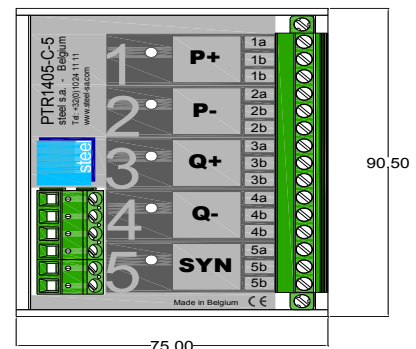 PTR1405-C-5
steel s.a. - Belgium
Tel: +32(0)10 24 11 11
www.steel-sa.com
steel
1
P+
1a
1b
1b
2
P-
2a
2b
2b
3
Q+
3a
3b
3b
4
Q-
4a
4b
4b
5
SYN
5a
5b
5b
Made in Belgium CE
90.50
75.00